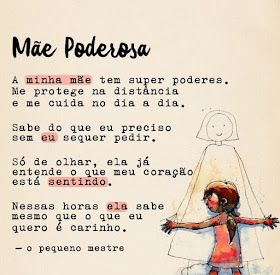 Mãe Poderosa
A minha mãe tem super poderes.
Me protege na distância
e me cuida no dia a dia.
Sabe do que eu preciso
sem eu sequer pedir.
Só de olhar, ela já
entende o que meu coração
está sentindo.
Nessas horas ela sabe
mesmo que o que eu
quero é carinho.
— o pequeno mestre